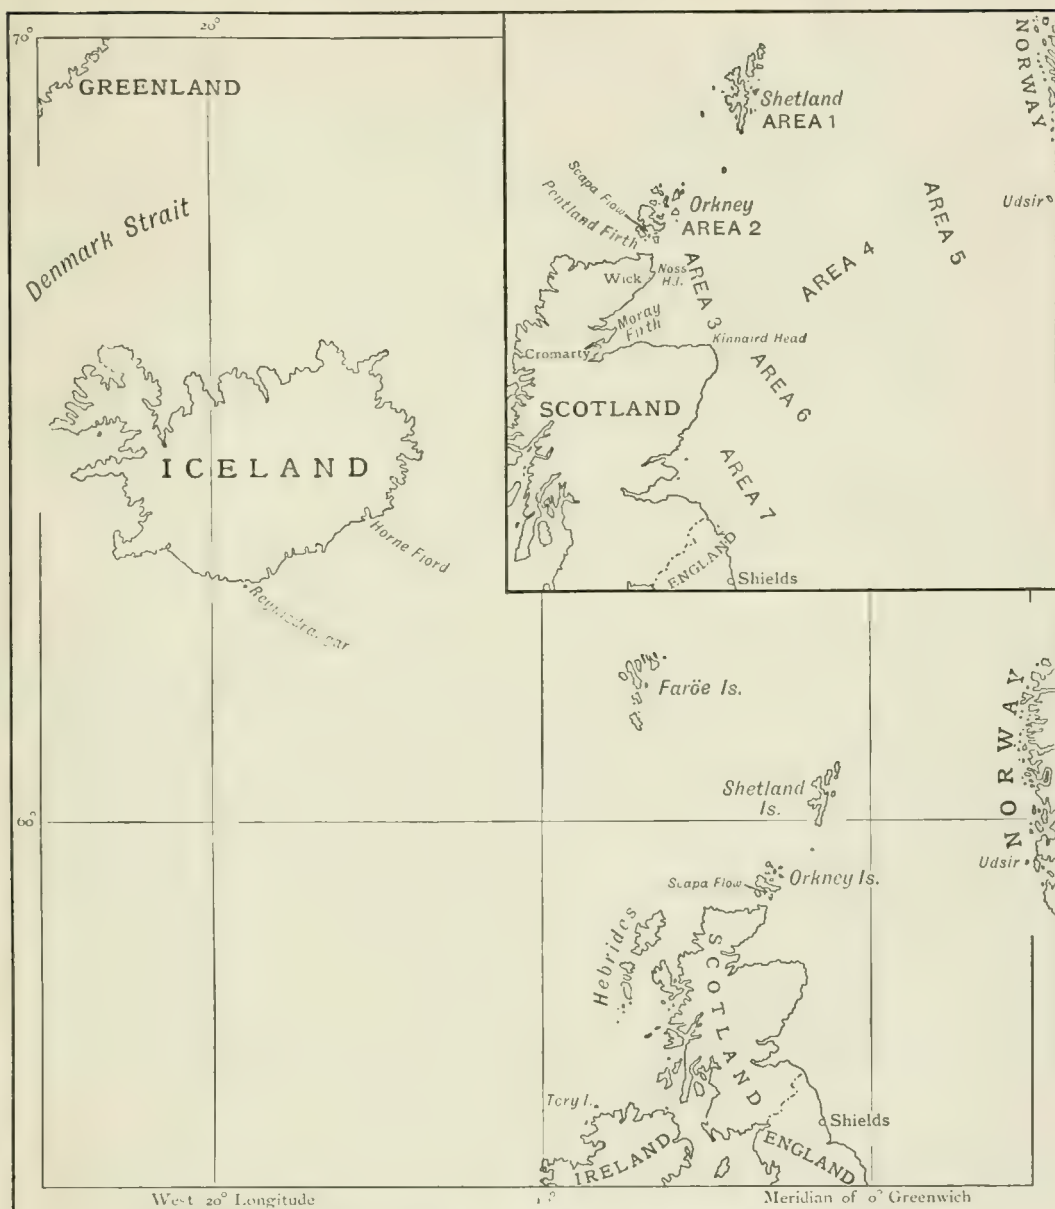 70°
20°
GREENLAND
Denmark Strait
ICELAND
Horne Fiord
NORWAY
Shetland
AREA 1
Scapa Flow
Pentland Firth
Orkney
AREA 2
Udsir
AREA 5
AREA 4
AREA 3
Wick
Noss
Hd.
Moray
Firth
Cromarty
Kinnaird Head
AREA 6
SCOTLAND
AREA 7
ENGLAND
Shields
Faröe Is.
NORWAY
Shetland
Is.
60°
Udsir
Scapa Flow
Orkney Is.
Hebrides
SCOTLAND
Tory I.
Shields
IRELAND
ENGLAND
West 20° Longitude
Meridian of 0° Greenwich